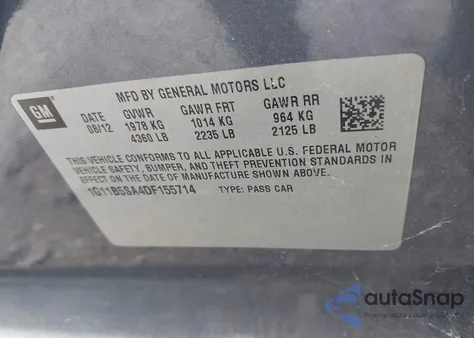 GM
MFD BY GENERAL MOTORS LLC
DATE GVWR GAWR FRT GAWR RR
08/12 1978 KG 1014 KG 964 KG
4360 LB 2235 LB 2125 LB
THIS VEHICLE CONFORMS TO ALL APPLICABLE U.S. FEDERAL MOTOR
VEHICLE SAFETY, BUMPER, AND THEFT PREVENTION STANDARDS IN
EFFECT ON THE DATE OF MANUFACTURE SHOWN ABOVE.
1G11B5SA4DF155714 TYPE: PASS CAR
autoSnap